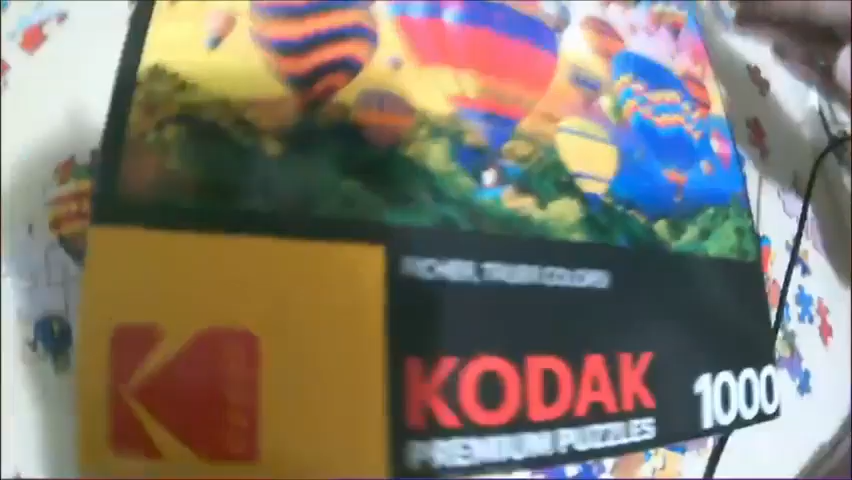 RICHER, TRUER COLORS
KODAK
1000
PREMIUM PUZZLES